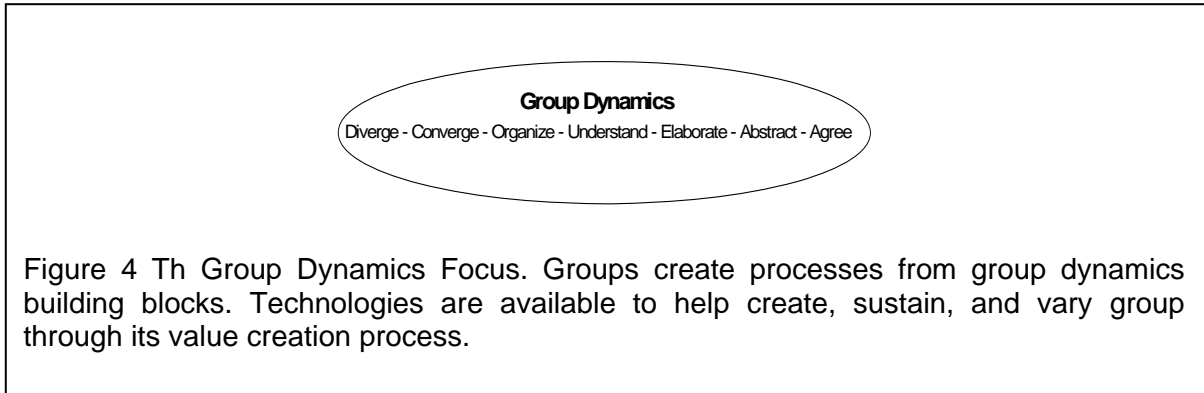 Group Dynamics
Diverge - Converge - Organize - Understand - Elaborate - Abstract - Agree
Figure 4 Th Group Dynamics Focus. Groups create processes from group dynamics
building blocks. Technologies are available to help create, sustain, and vary group
through its value creation process.